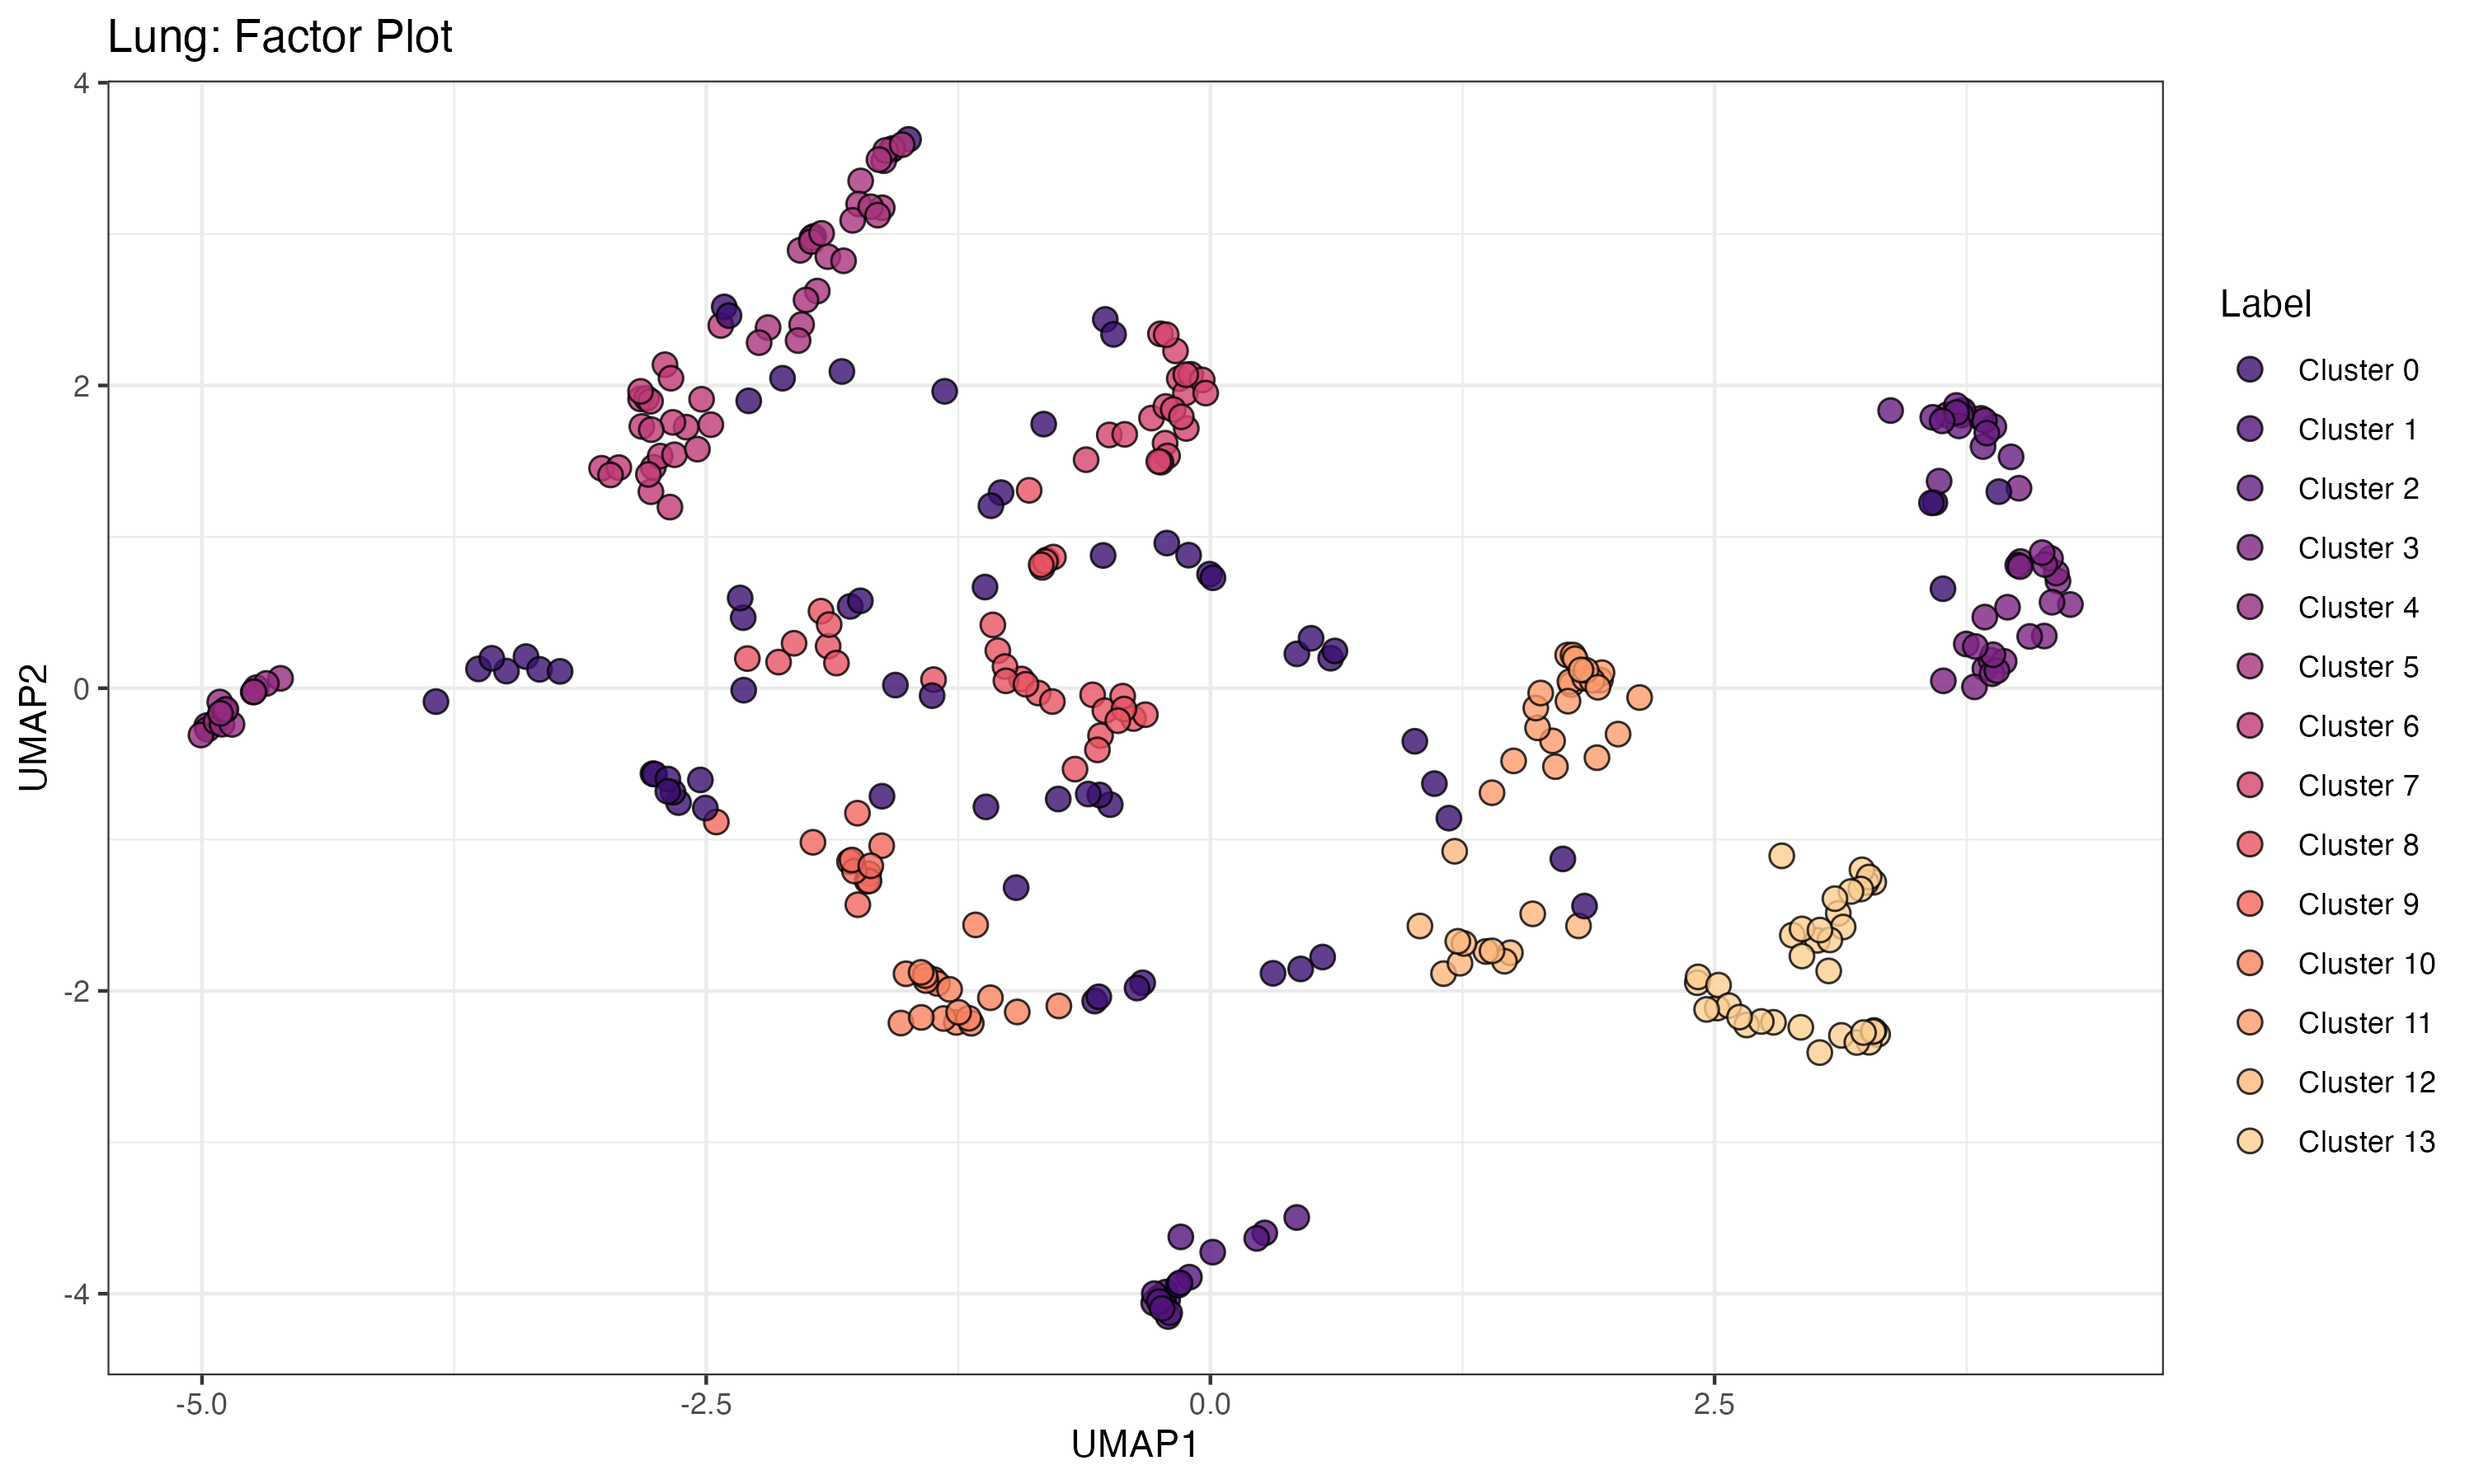 Lung: Factor Plot
4
2
0
-2
-4
UMAP2
-5.0
-2.5
0.0
2.5
UMAP1
Label
Cluster 0
Cluster 1
Cluster 2
Cluster 3
Cluster 4
Cluster 5
Cluster 6
Cluster 7
Cluster 8
Cluster 9
Cluster 10
Cluster 11
Cluster 12
Cluster 13